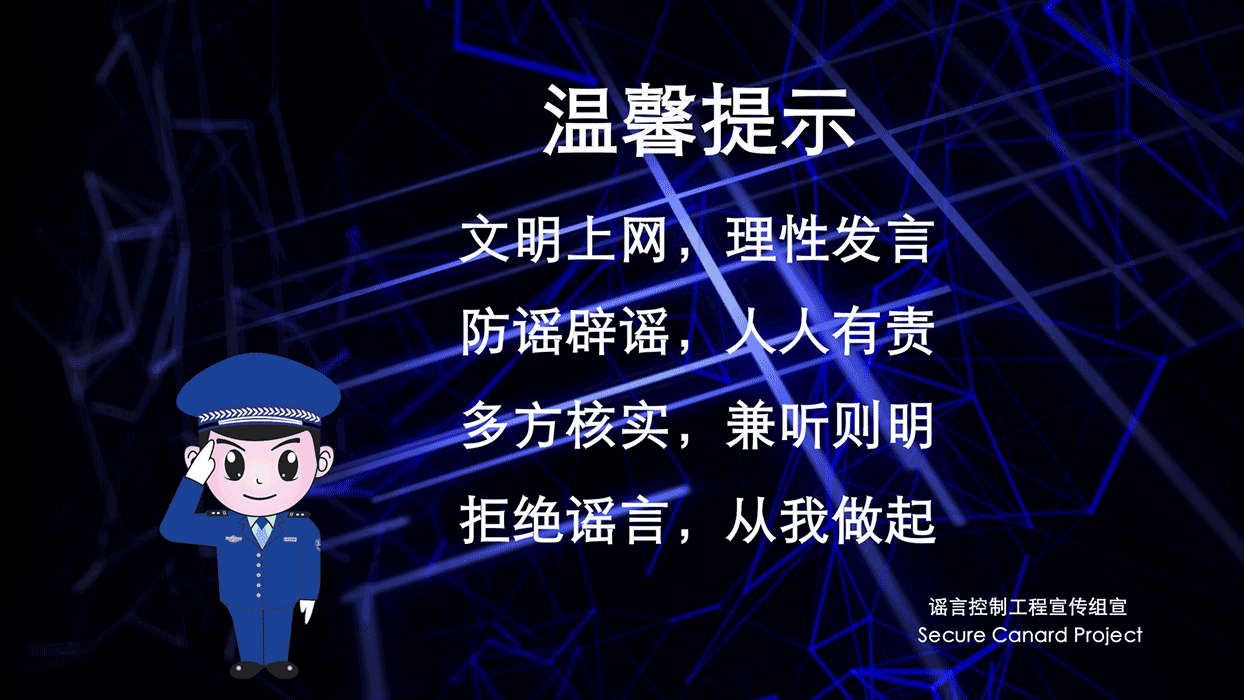 温馨提示
文明上网，理性发言
防谣辟谣，人人有责
多方核实，兼听则明
拒绝谣言，从我做起
谣言控制工程宣传组宣
Secure Canard Project